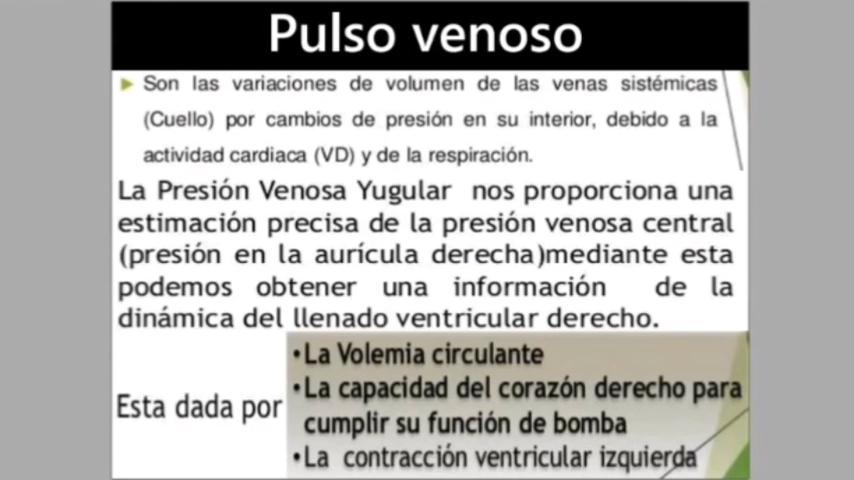 Pulso venoso
Son las variaciones de volumen de las venas sistémicas
(Cuello) por cambios de presión en su interior, debido a la
actividad cardiaca (VD) y de la respiración.
La Presión Venosa Yugular nos proporciona una
estimación precisa de la presión venosa central
(presión en la aurícula derecha)mediante esta
podemos obtener una información de la
dinámica del llenado ventricular derecho.
Esta dada por
•La Volemia circulante
•La capacidad del corazón derecho para
cumplir su función de bomba
•La contracción ventricular izquierda